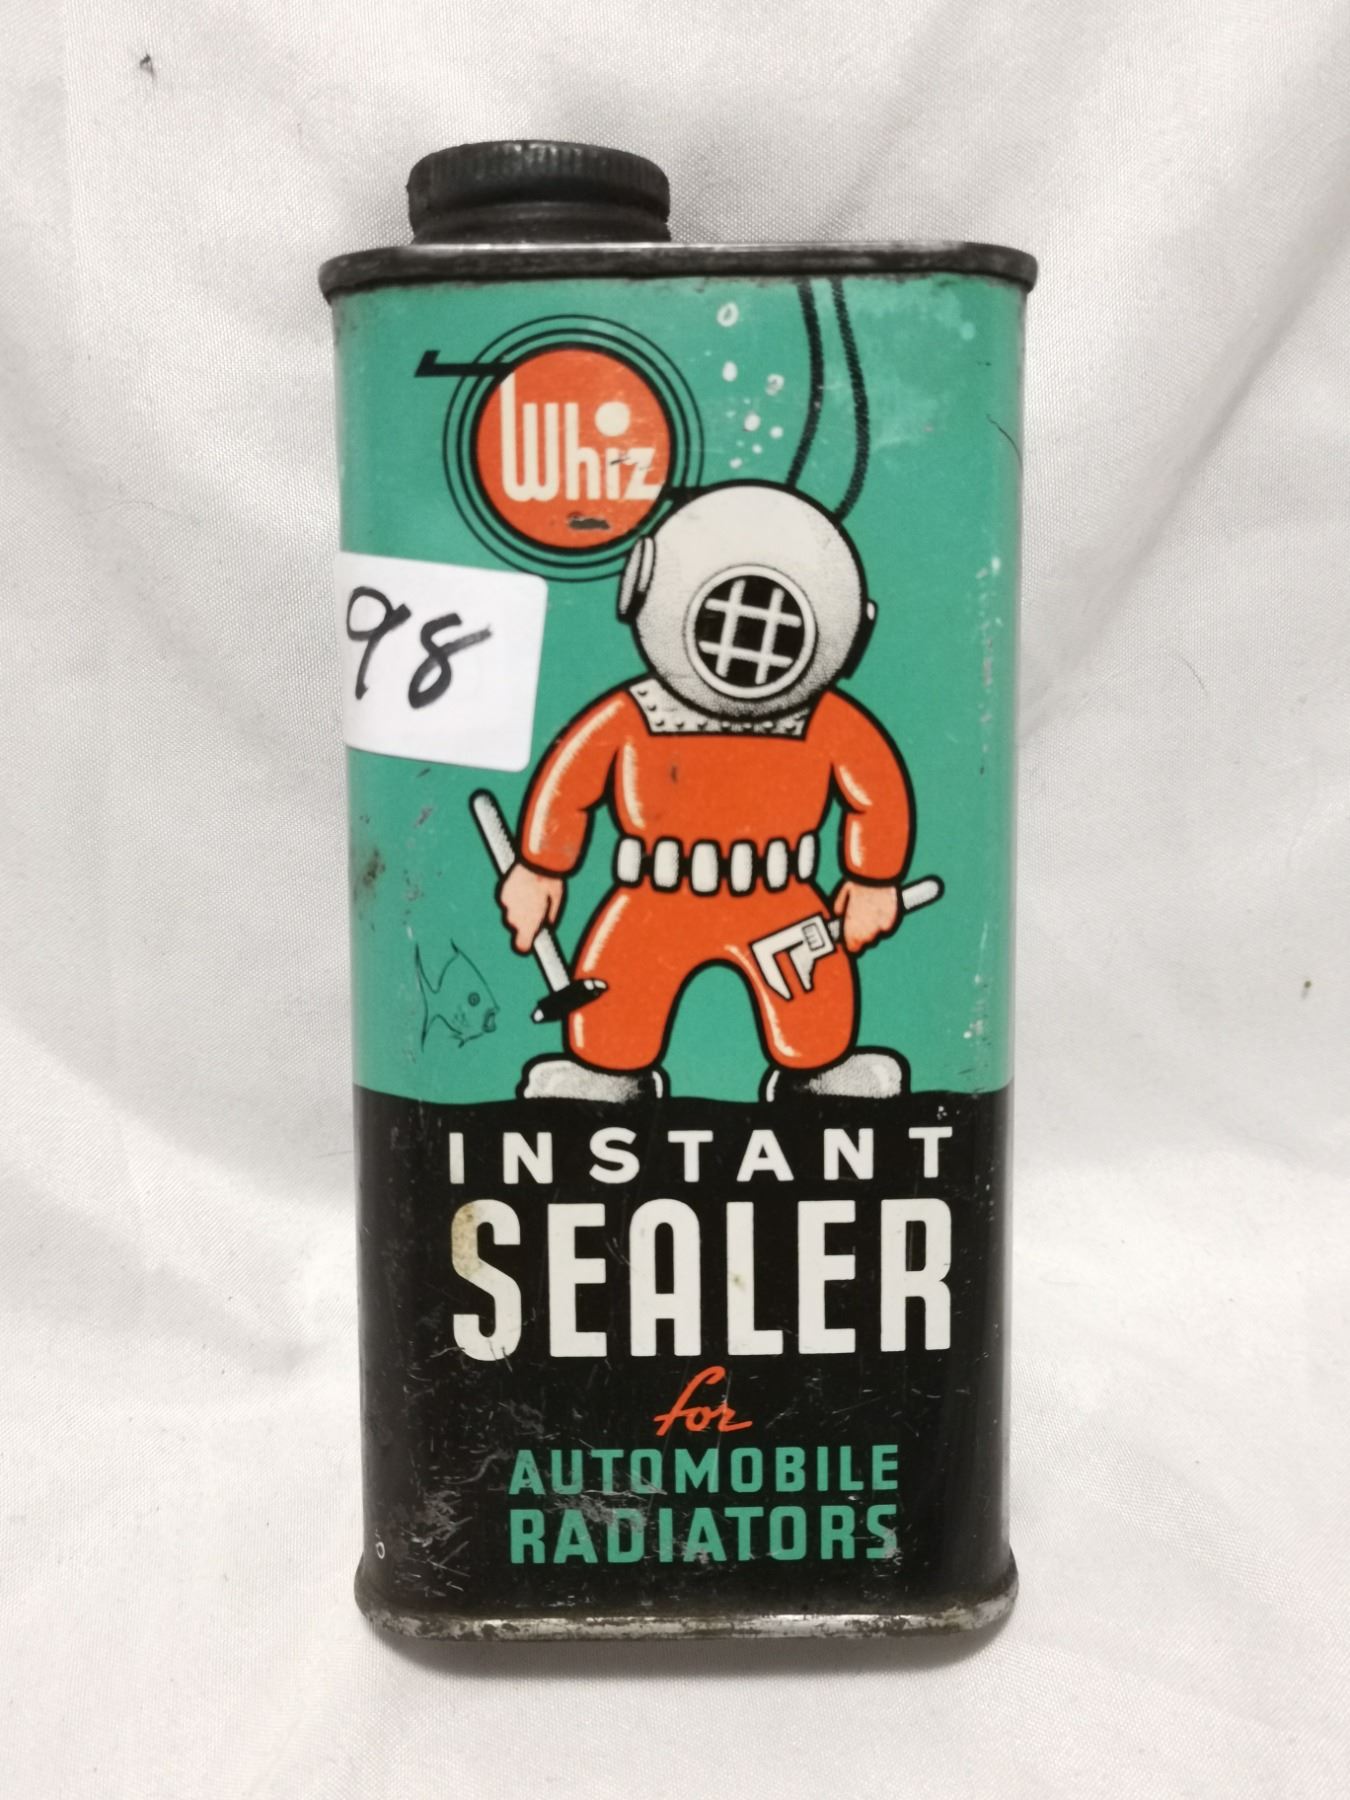 Whiz
98
INSTANT
SEALER
for
AUTOMOBILE
RADIATORS